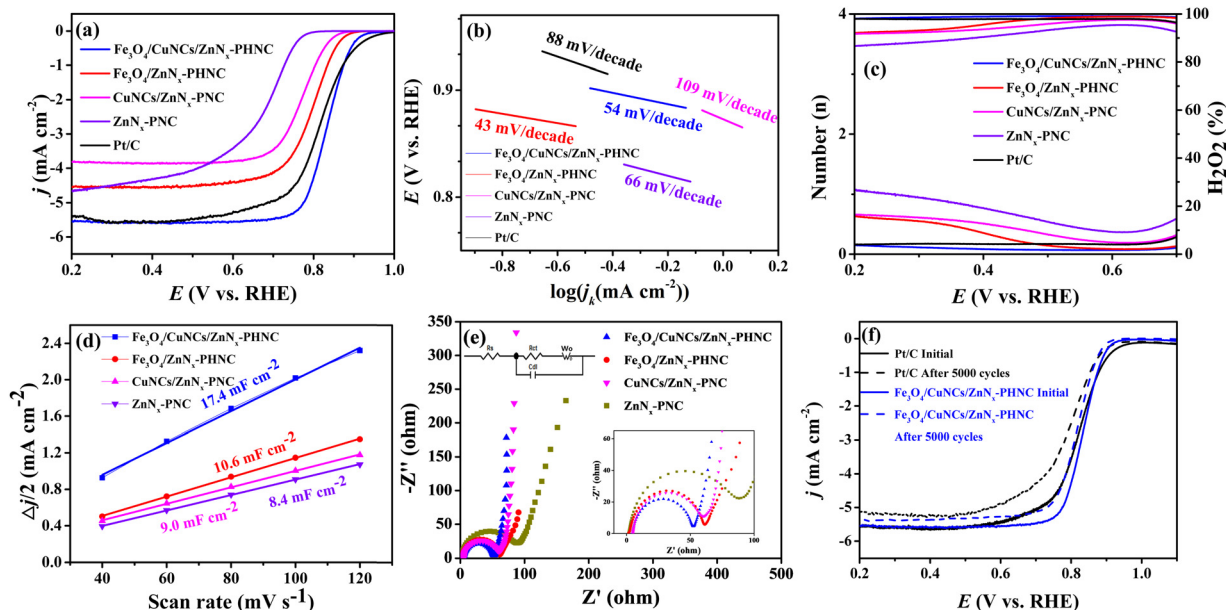 (a)
Fe3O4/CuNCs/ZnNx-PHNC
Fe3O4/ZnNx-PHNC
CuNCs/ZnNx-PNC
ZnNx-PNC
Pt/C
0
-1
-2
-3
-4
-5
-6
j (mA cm-2)
0.2 0.4 0.6 0.8 1.0
E (V vs. RHE)
(b)
88 mV/decade
109 mV/decade
54 mV/decade
43 mV/decade
66 mV/decade
Fe3O4/CuNCs/ZnNx-PHNC
Fe3O4/ZnNx-PHNC
CuNCs/ZnNx-PNC
ZnNx-PNC
Pt/C
0.9
0.8
E (V vs. RHE)
-0.8 -0.4 0.0 0.4
log(jk(mA cm-2))
(c)
Fe3O4/CuNCs/ZnNx-PHNC
Fe3O4/ZnNx-PHNC
CuNCs/ZnNx-PNC
ZnNx-PNC
Pt/C
4
2
0
Number (n)
100
80
60
40
20
0
H2O2 (%)
0.2 0.4 0.6
E (V vs. RHE)
(d)
Fe3O4/CuNCs/ZnNx-PHNC
Fe3O4/ZnNx-PHNC
CuNCs/ZnNx-PNC
ZnNx-PNC
17.4 mF cm-2
10.6 mF cm-2
9.0 mF cm-2
8.4 mF cm-2
2.4
1.8
1.2
0.6
0.0
△j/2 (mA cm-2)
40 60 80 100 120
Scan rate (mV s-1)
(e)
Rs Rct Wo
Cdl
Fe3O4/CuNCs/ZnNx-PHNC
Fe3O4/ZnNx-PHNC
CuNCs/ZnNx-PNC
ZnNx-PNC
350
300
250
200
150
100
50
0
-Z'' (ohm)
0 100 200 300 400 500
Z' (ohm)
60
40
20
0
-Z'' (ohm)
0 50 100
Z' (ohm)
(f)
Pt/C Initial
Pt/C After 5000 cycles
Fe3O4/CuNCs/ZnNx-PHNC Initial
Fe3O4/CuNCs/ZnNx-PHNC
After 5000 cycles
0
-1
-2
-3
-4
-5
-6
j (mA cm-2)
0.2 0.4 0.6 0.8 1.0
E (V vs. RHE)